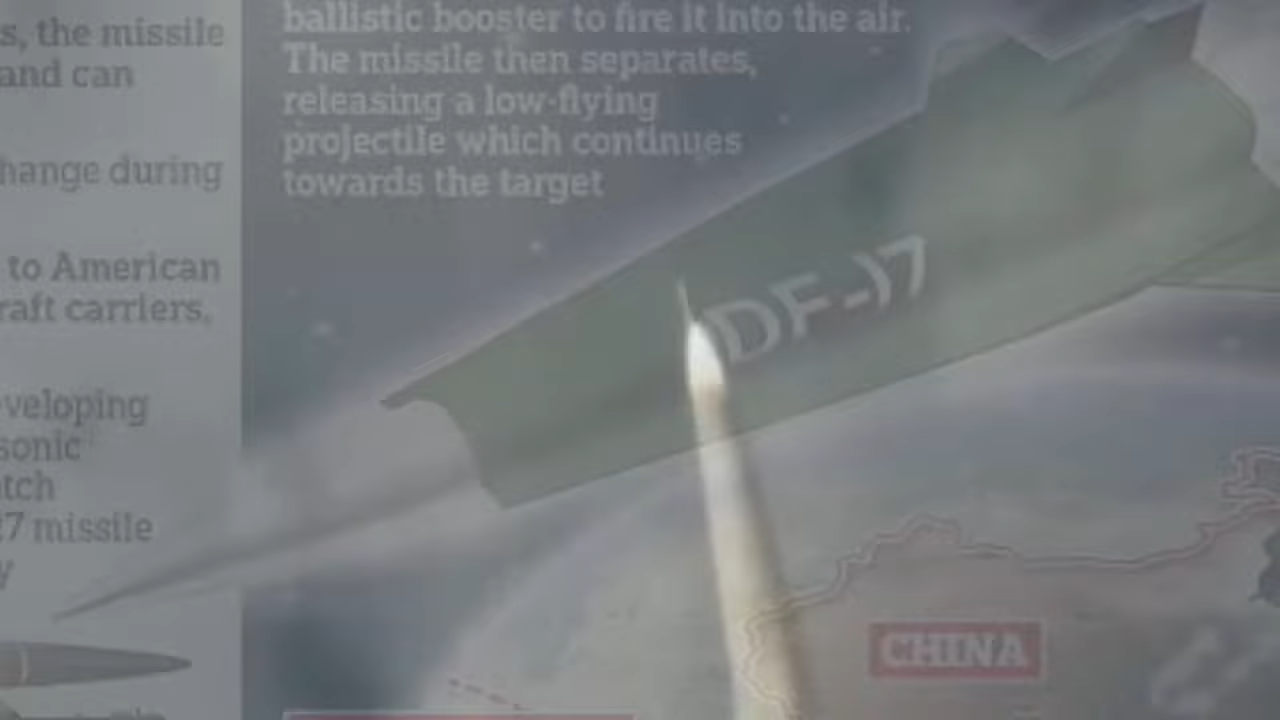 s, the missile
and can
hange during
to American
raft carriers,
veloping
sonic
tch
7 missile
y
ballistic booster to fire it into the air.
The missile then separates,
releasing a low-flying
projectile which continues
towards the target
DF-17
CHINA